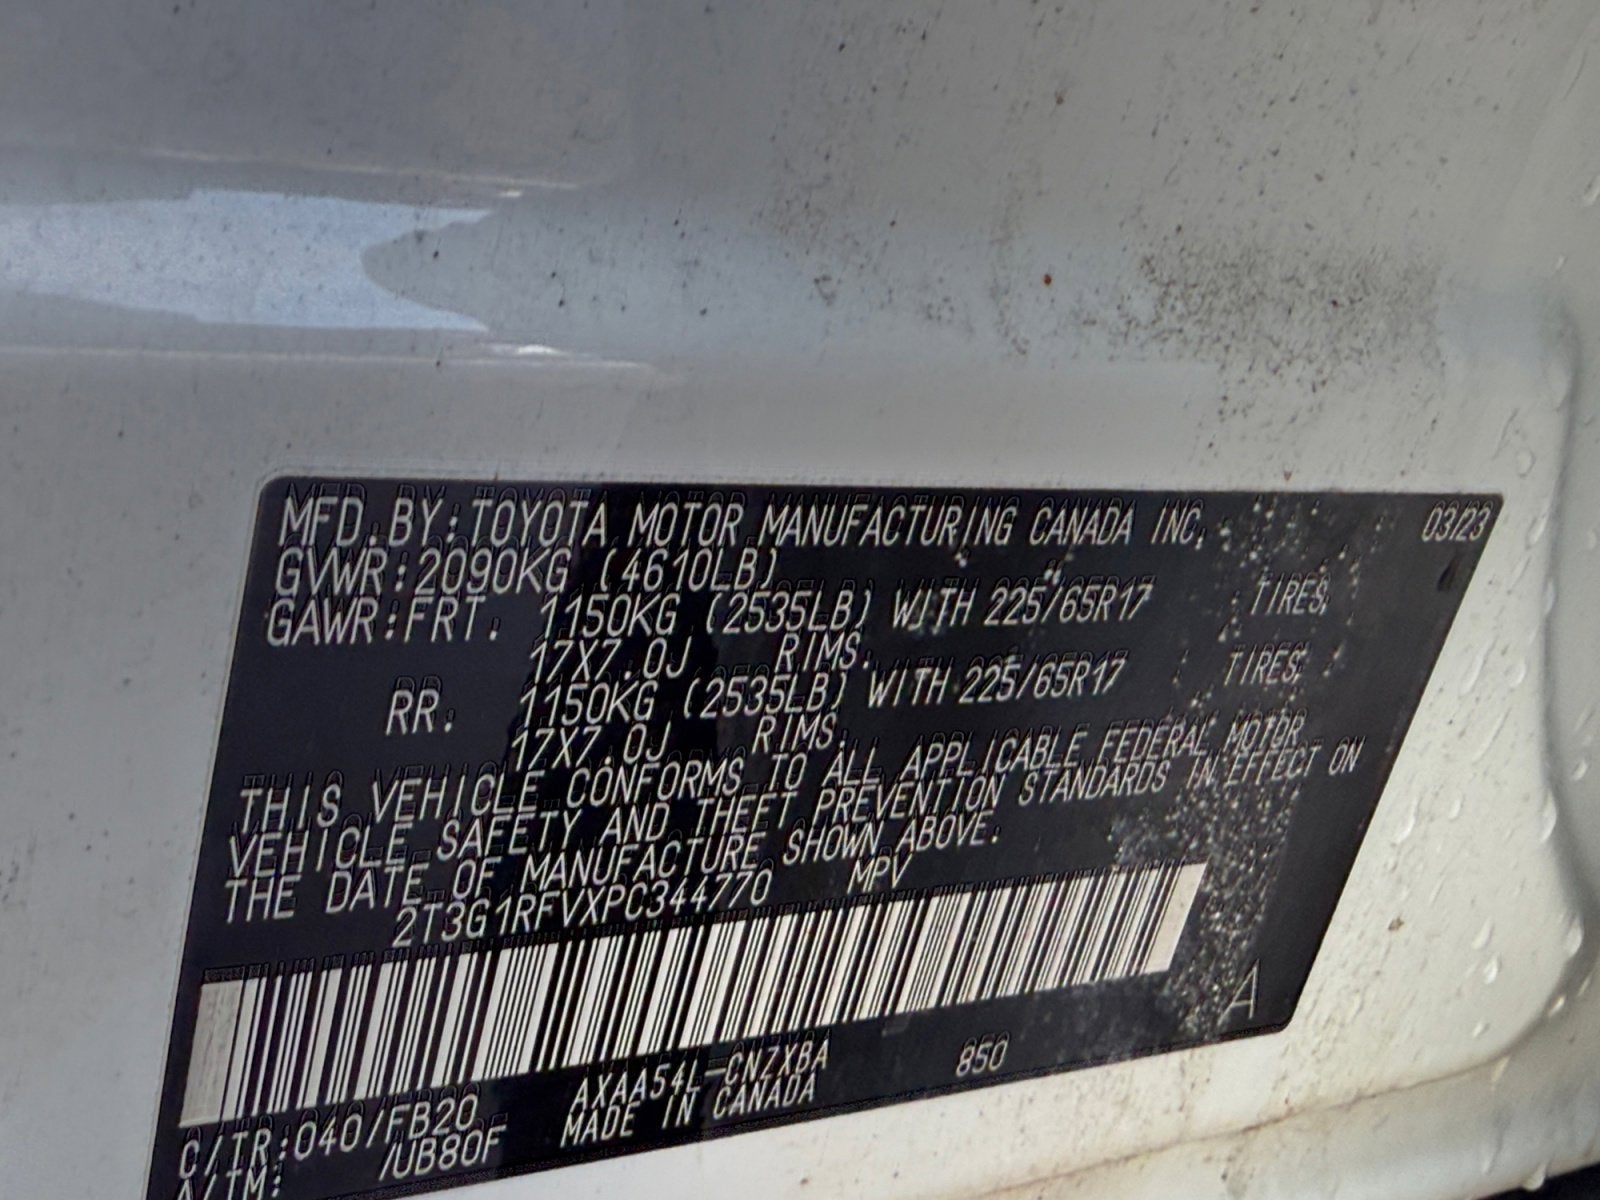 MFD.BY:TOYOTA MOTOR MANUFACTURING CANADA INC. 03/23
GVWR:2090KG (4610LB)
GAWR:FRT. 1150KG (2535LB) WITH 225/65R17 TIRES,
17X7.0J RIMS.
RR. 1150KG (2535LB) WITH 225/65R17 TIRES,
17X7.0J RIMS.
THIS VEHICLE CONFORMS TO ALL APPLICABLE FEDERAL MOTOR
VEHICLE SAFETY AND THEFT PREVENTION STANDARDS IN EFFECT ON
THE DATE OF MANUFACTURE SHOWN ABOVE.
2T3G1RFVXPC344770 MPV
A
C/IR:040/FB20 AXAA54L-CNZXBA 850
A/TM: /UB80F MADE IN CANADA